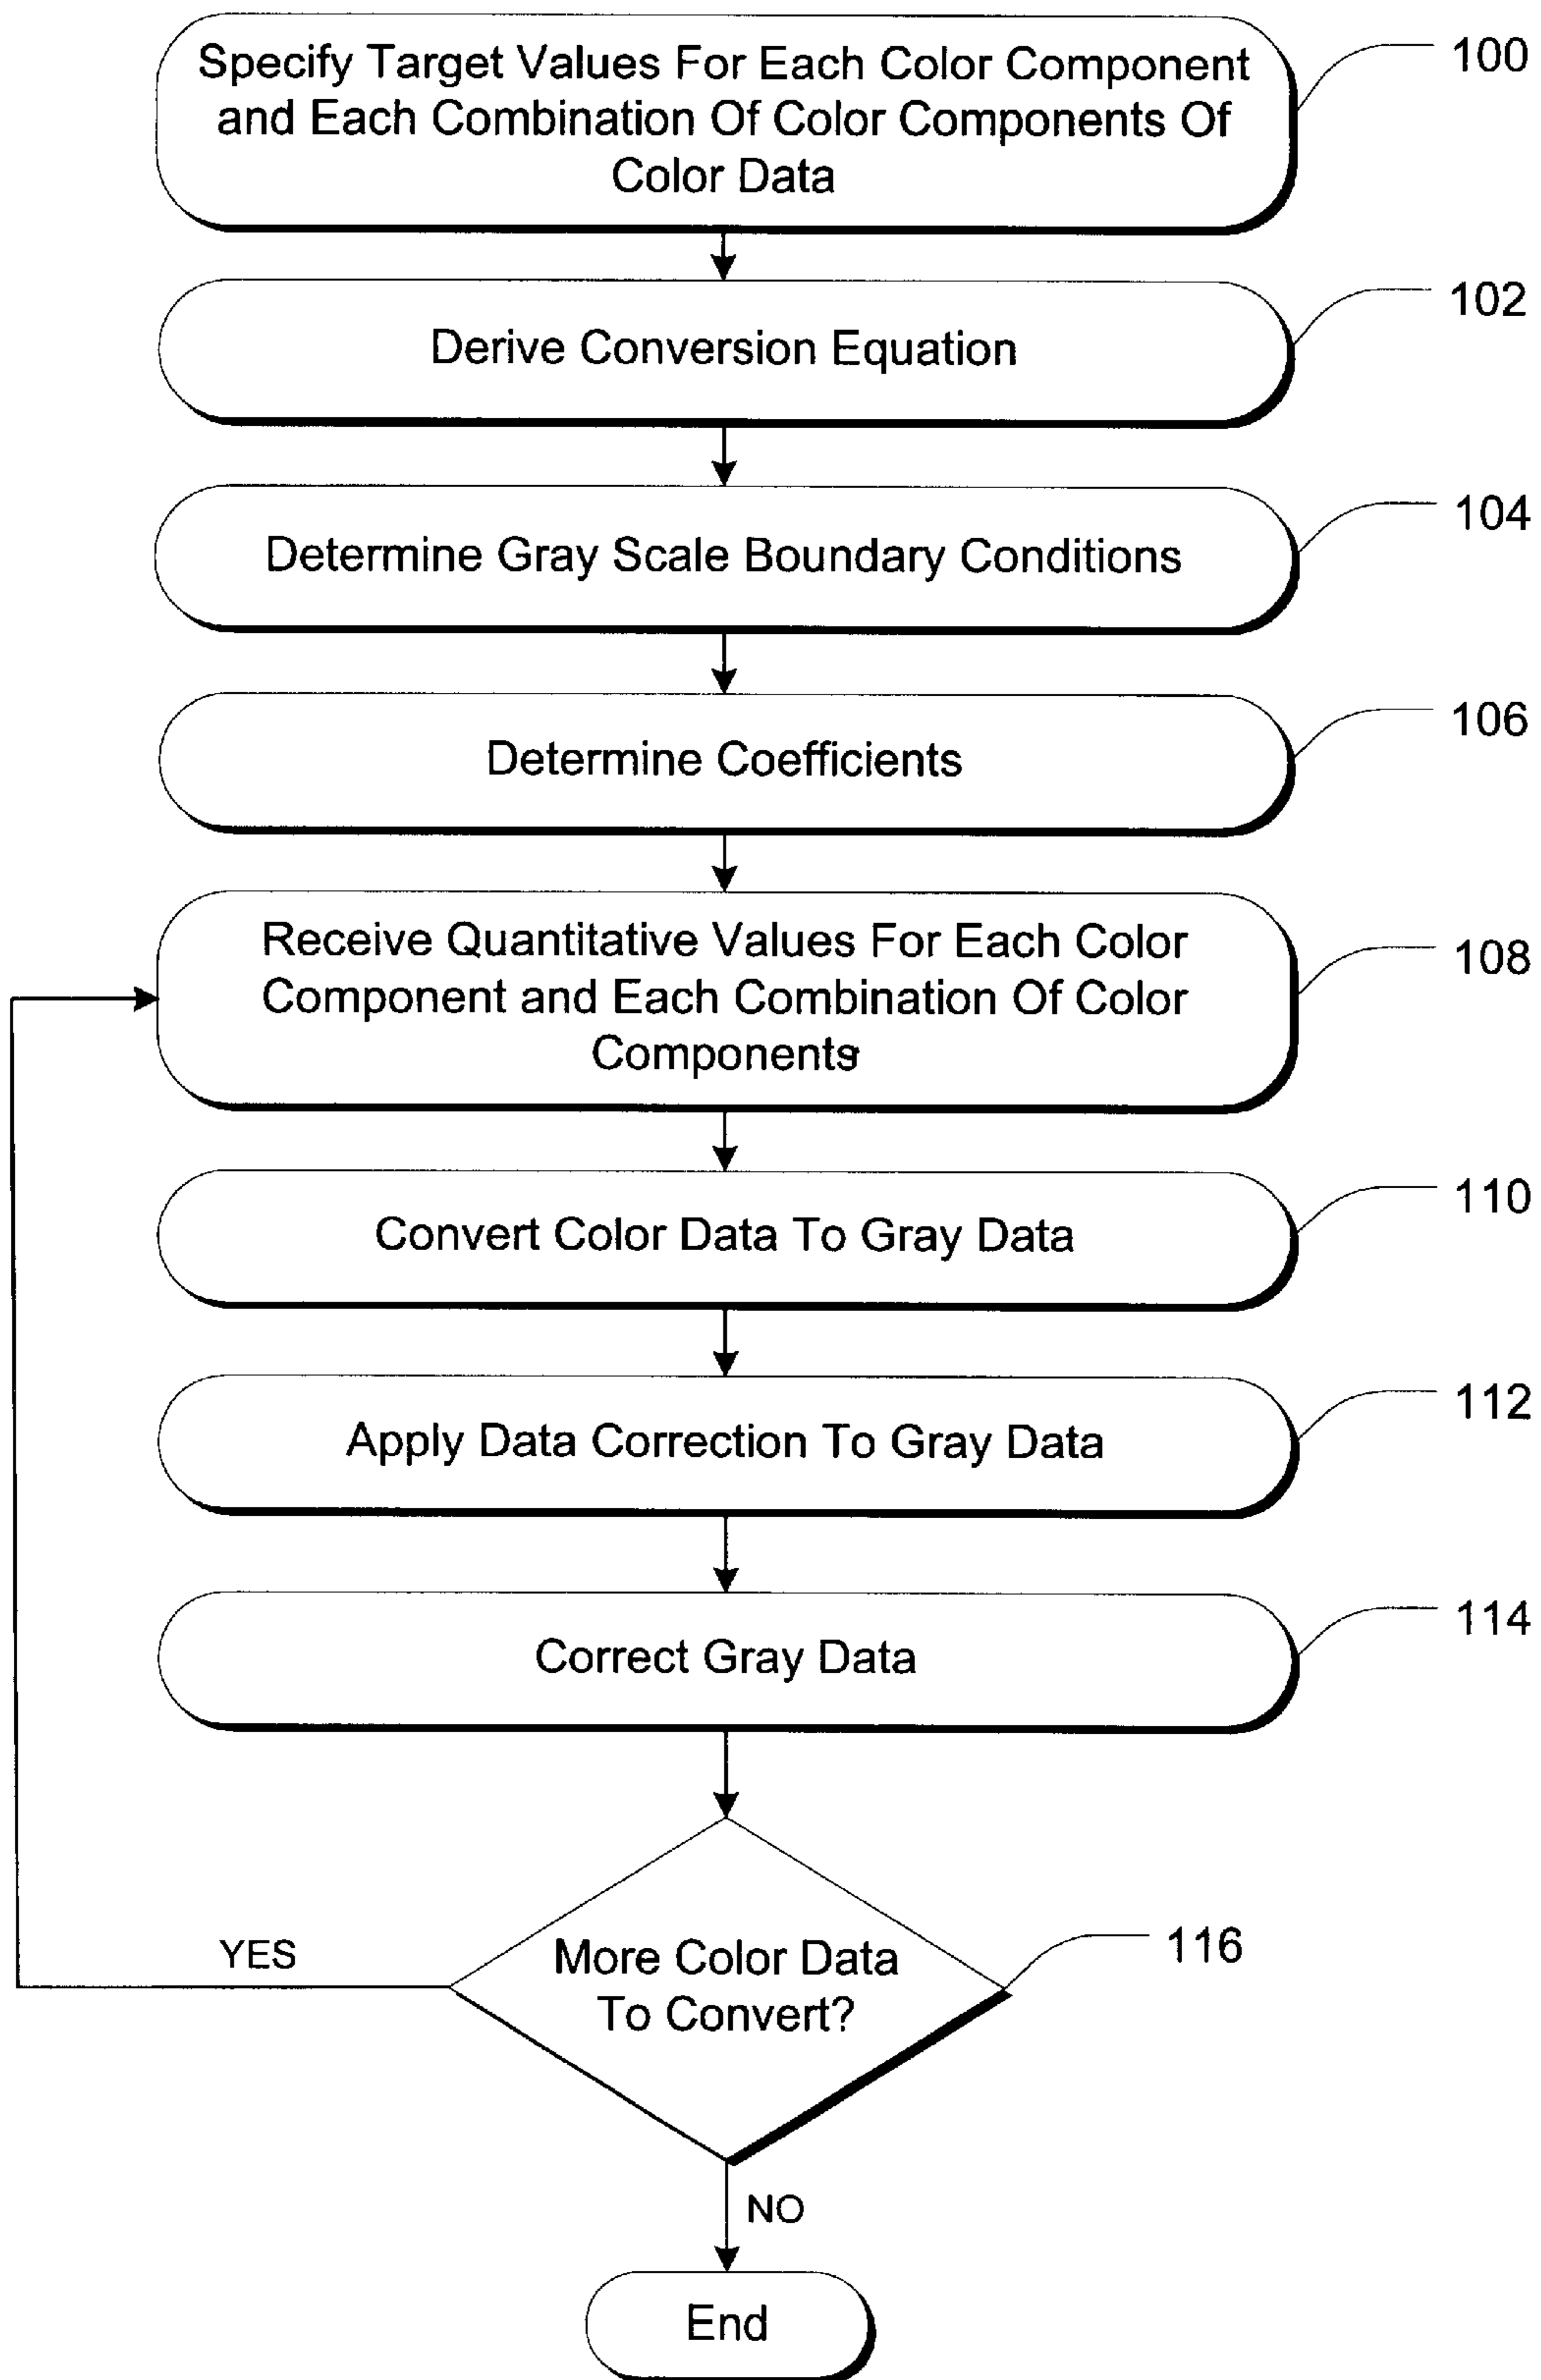 Specify Target Values For Each Color Component
and Each Combination Of Color Components Of
Color Data
100
Derive Conversion Equation
102
Determine Gray Scale Boundary Conditions
104
Determine Coefficients
106
Receive Quantitative Values For Each Color
Component and Each Combination Of Color
Components
108
Convert Color Data To Gray Data
110
Apply Data Correction To Gray Data
112
Correct Gray Data
114
More Color Data
To Convert?
116
YES
NO
End